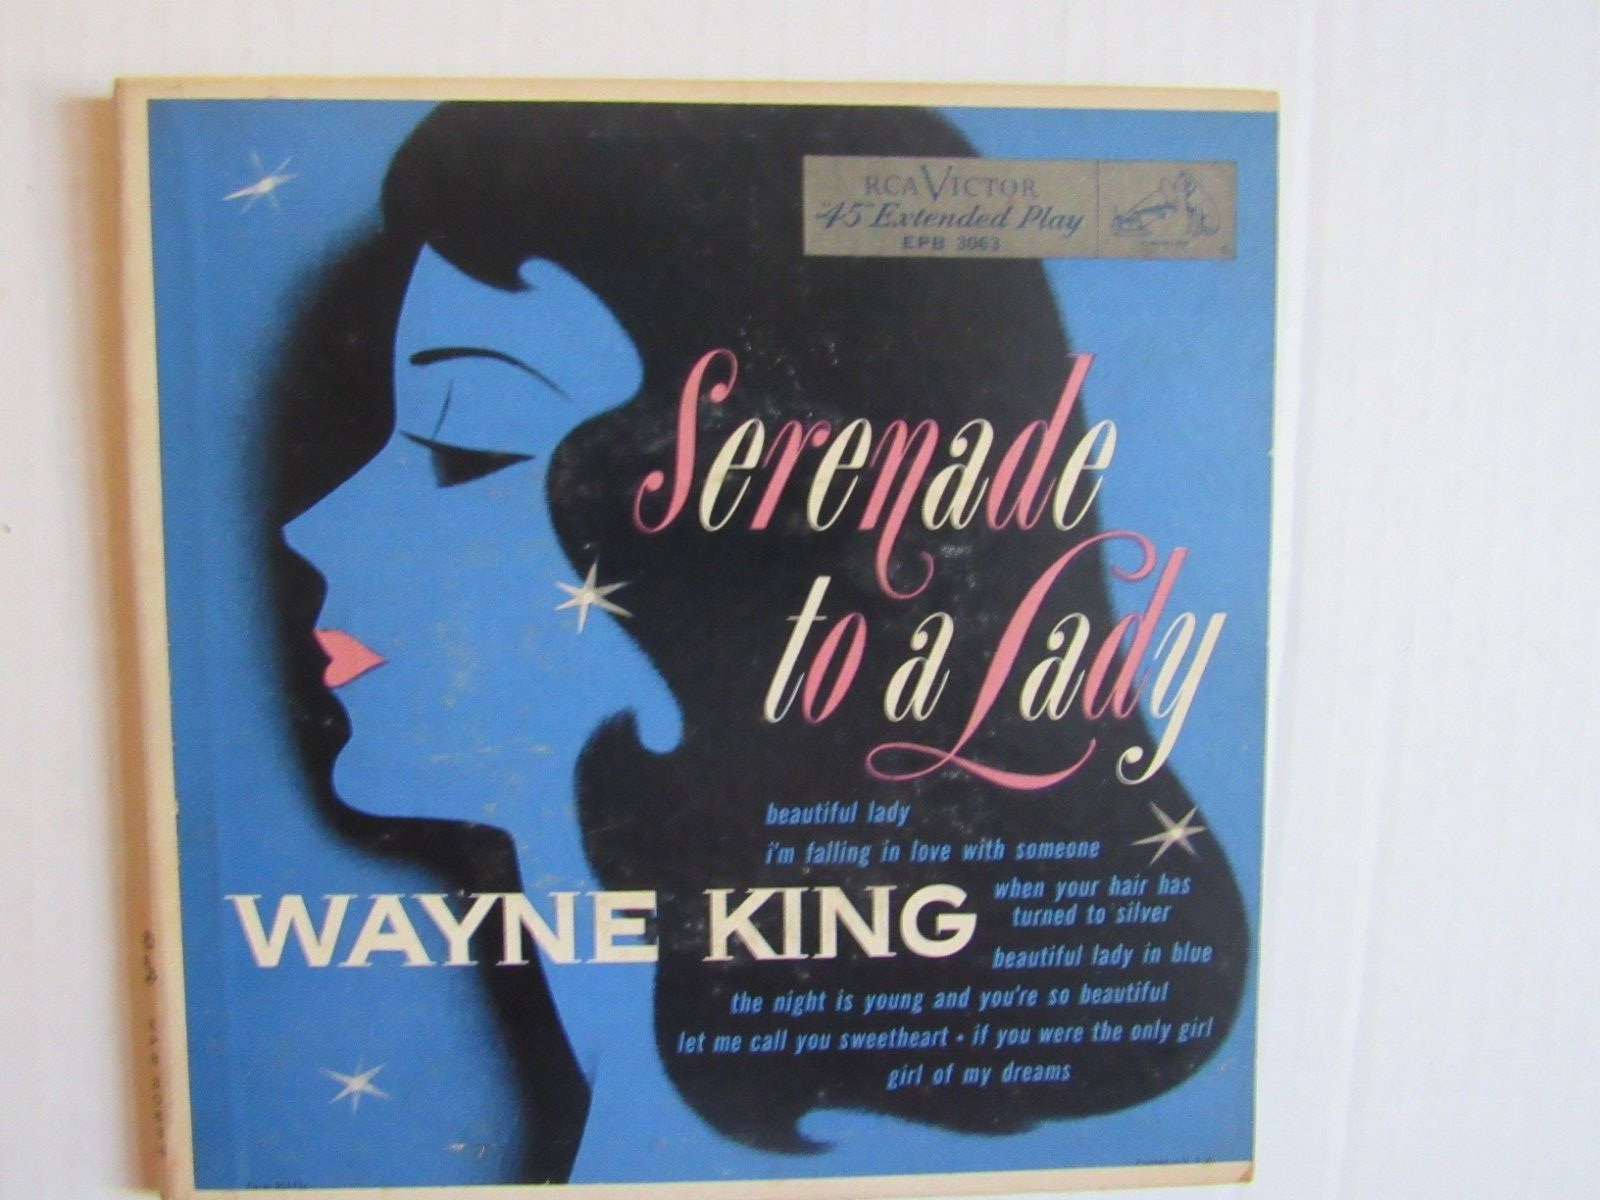 RCA VICTOR
"45" Extended Play
EPB 3063
Serenade
to a Lady
beautiful lady
i'm falling in love with someone
WAYNE KING
when your hair has
turned to silver
beautiful lady in blue
the night is young and you're so beautiful
let me call you sweetheart • if you were the only girl
girl of my dreams